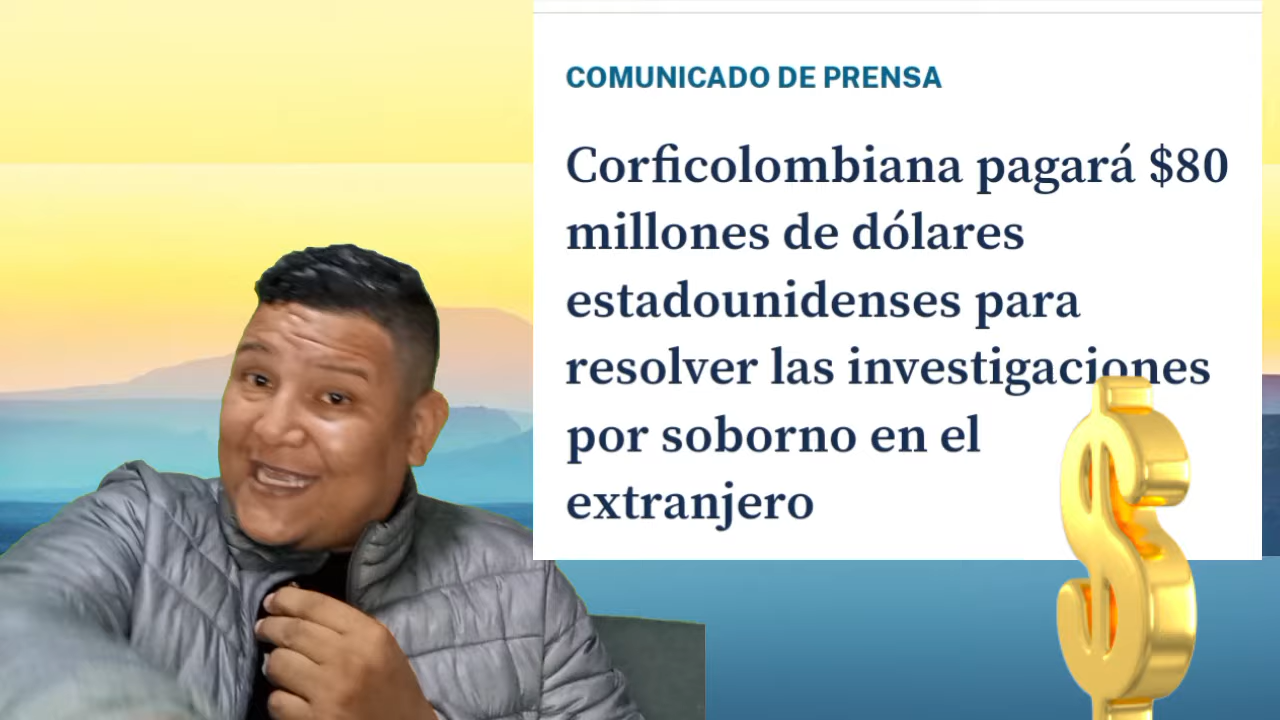 COMUNICADO DE PRENSA
Corficolombiana pagará $80
millones de dólares
estadounidenses para
resolver las investigaciones
por soborno en el
extranjero
$